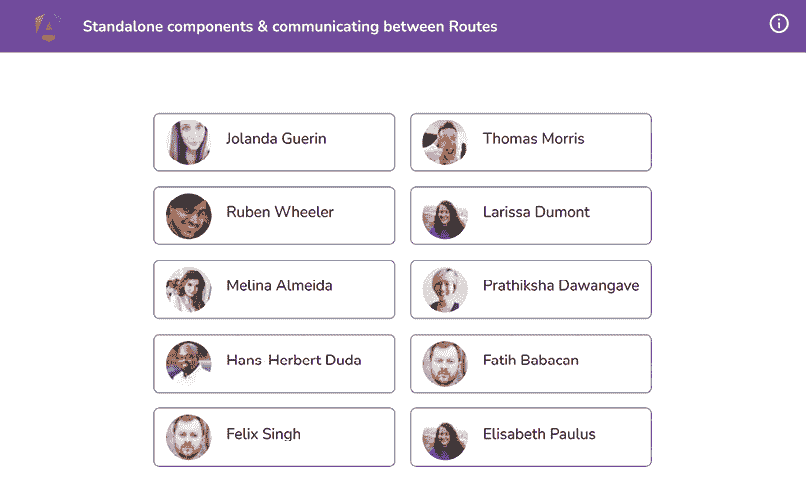 Standalone components & communicating between Routes
Jolanda Guerin
Thomas Morris
Ruben Wheeler
Larissa Dumont
Melina Almeida
Prathiksha Dawangave
Hans-Herbert Duda
Fatih Babacan
Felix Singh
Elisabeth Paulus